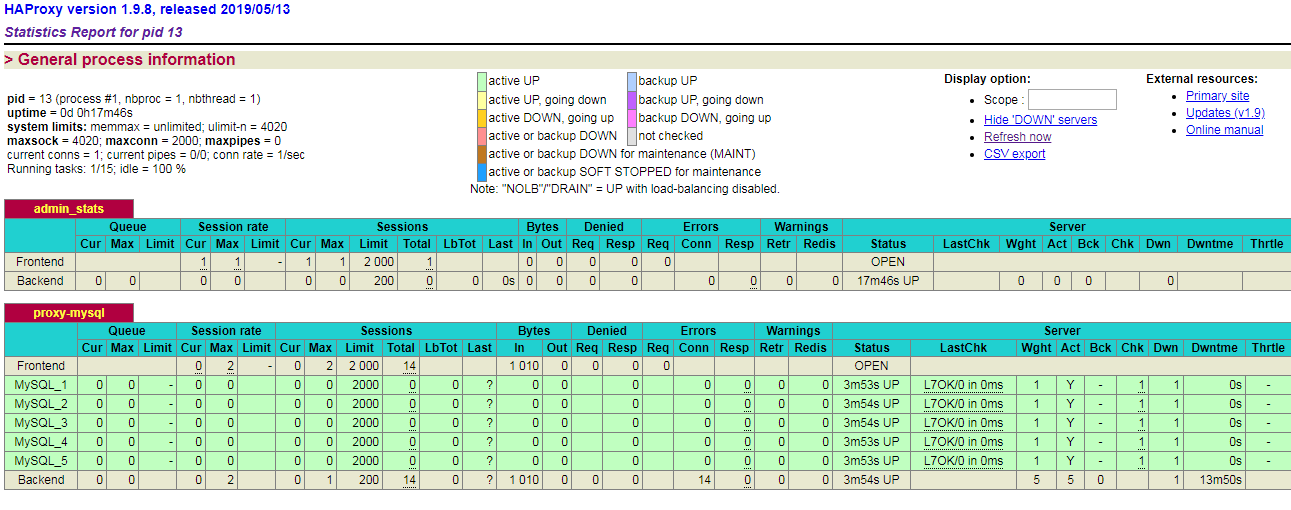 HAProxy version 1.9.8, released 2019/05/13
Statistics Report for pid 13
> General process information
pid = 13 (process #1, nbproc = 1, nbthread = 1)
uptime = 0d 0h17m46s
system limits: memmax = unlimited; ulimit-n = 4020
maxsock = 4020; maxconn = 2000; maxpipes = 0
current conns = 1; current pipes = 0/0; conn rate = 1/sec
Running tasks: 1/15; idle = 100 %
active UP backup UP
active UP, going down backup UP, going down
active DOWN, going up backup DOWN, going up
active or backup DOWN not checked
active or backup DOWN for maintenance (MAINT)
active or backup SOFT STOPPED for maintenance
Note: "NOLB"/"DRAIN" = UP with load-balancing disabled.
Display option:
• Scope :
• Hide 'DOWN' servers
• Refresh now
• CSV export
External resources:
• Primary site
• Updates (v1.9)
• Online manual
admin_stats
Queue Session rate Sessions Bytes Denied Errors Warnings Server
Cur Max Limit Cur Max Limit Cur Max Limit Total LbTot Last In Out Req Resp Req Conn Resp Retr Redis Status LastChk Wght Act Bck Chk Dwn Dwntme Thrtle
Frontend 1 1 - 1 1 2 000 1 0 0 0 0 0 OPEN
Backend 0 0 0 0 0 0 200 0 0 0s 0 0 0 0 0 0 0 0 17m46s UP 0 0 0 0
proxy-mysql
Queue Session rate Sessions Bytes Denied Errors Warnings Server
Cur Max Limit Cur Max Limit Cur Max Limit Total LbTot Last In Out Req Resp Req Conn Resp Retr Redis Status LastChk Wght Act Bck Chk Dwn Dwntme Thrtle
Frontend 0 2 - 0 2 2 000 14 1 010 0 0 0 0 OPEN
MySQL_1 0 0 - 0 0 0 0 2000 0 0 ? 0 0 0 0 0 0 0 3m53s UP L7OK/0 in 0ms 1 Y - 1 1 0s -
MySQL_2 0 0 - 0 0 0 0 2000 0 0 ? 0 0 0 0 0 0 0 3m54s UP L7OK/0 in 0ms 1 Y - 1 1 0s -
MySQL_3 0 0 - 0 0 0 0 2000 0 0 ? 0 0 0 0 0 0 0 3m54s UP L7OK/0 in 0ms 1 Y - 1 1 0s -
MySQL_4 0 0 - 0 0 0 0 2000 0 0 ? 0 0 0 0 0 0 0 3m53s UP L7OK/0 in 0ms 1 Y - 1 1 0s -
MySQL_5 0 0 - 0 0 0 0 2000 0 0 ? 0 0 0 0 0 0 0 3m53s UP L7OK/0 in 0ms 1 Y - 1 1 0s -
Backend 0 0 0 2 0 1 200 14 0 ? 1 010 0 0 0 14 0 0 0 3m54s UP 5 5 0 1 13m50s